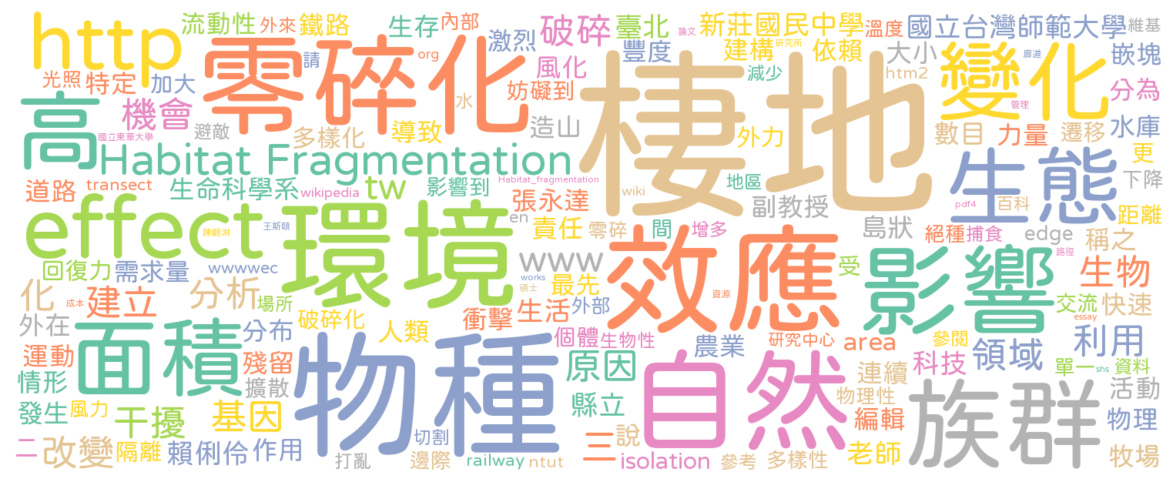 http
流動性
外來
鐵路
生存
內部
激烈
破碎
臺北
新莊國民中學
溫度
國立台灣師範大學
維基
論文
研究所
建構
依賴
大小
麻迪
嵌塊
零碎化
棲地
變化
光照
特定
加大
請
org
風化
豐度
減少
htm2
分為
高
機會
水
妨礙到
管理
國立東華大學
避敵
多樣化
導致
造山
外力
數目
力量
遷移
水庫
Habitat Fragmentation
更
道路
transect
生命科學系
wikipedia
tw
影響到
Habitat_fragmentation
地區
生態
下降
張永達
wiki
副教授
pdf4
百科
距離
effect
環境
王斯頤
en
責任
零碎
間
增多
島狀
絕種
捕食
edge
稱之
回復力
需求量
wwwwec
www
效應
受
影響
路徑
化
建立
分析
場所
works
碩士
最先
生物
成本
衝擊
生活
外部
資源
交流
快速
外在
面積
分布
破碎化
人類
個體
生物性
農業
研究中心
area
參閱
essay
利用
運動
殘留
物種
原因
自然
科技
領域
單一
shs
資料
情形
擴散
連續
物理性
族群
活動
發生
風力
干擾
基因
縣立
編輯
物理
二
改變
隔離
賴俐伶
作用
切割
三
說
打亂
邊際
railway
ntut
isolation
參考
多樣性
老師
牧場